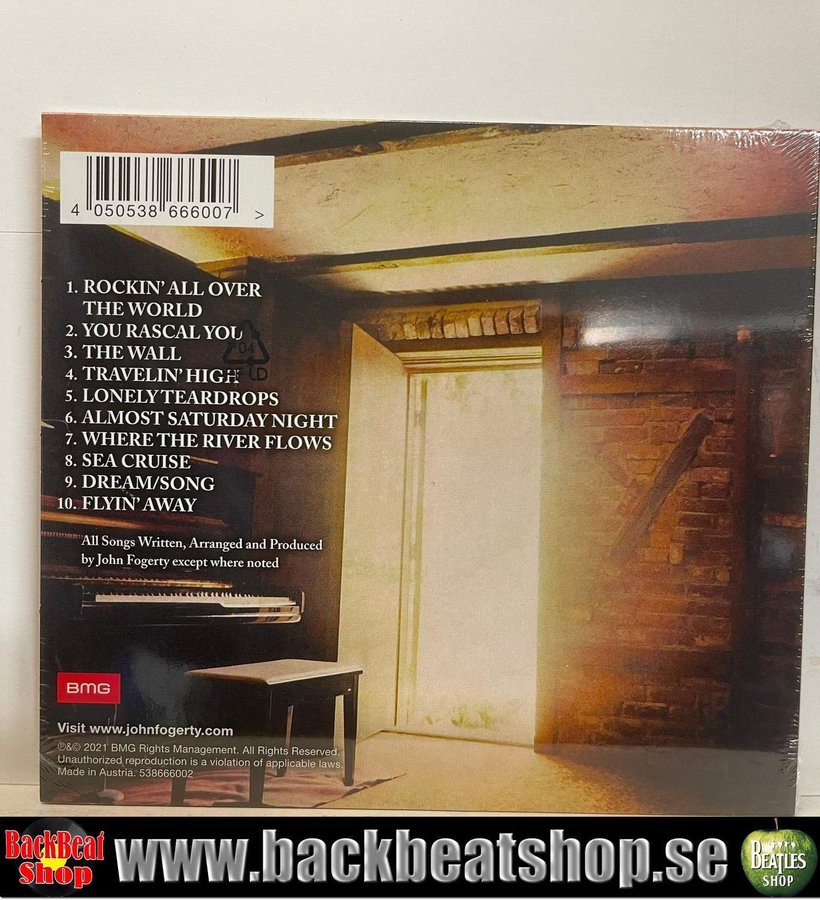 4 050538 666007 >
1. ROCKIN' ALL OVER
THE WORLD
2. YOU RASCAL YOU
3. THE WALL
4. TRAVELIN' HIGH
5. LONELY TEARDROPS
6. ALMOST SATURDAY NIGHT
7. WHERE THE RIVER FLOWS
8. SEA CRUISE
9. DREAM/SONG
10. FLYIN' AWAY
04
All Songs Written, Arranged and Produced
by John Fogerty except where noted
BMG
Visit www.johnfogerty.com
℗&© 2021 BMG Rights Management. All Rights Reserved.
Unauthorized reproduction is a violation of applicable laws.
Made in Austria. 538666002
BackBeat
Shop
www.backbeatshop.se
BEATLES
SHOP